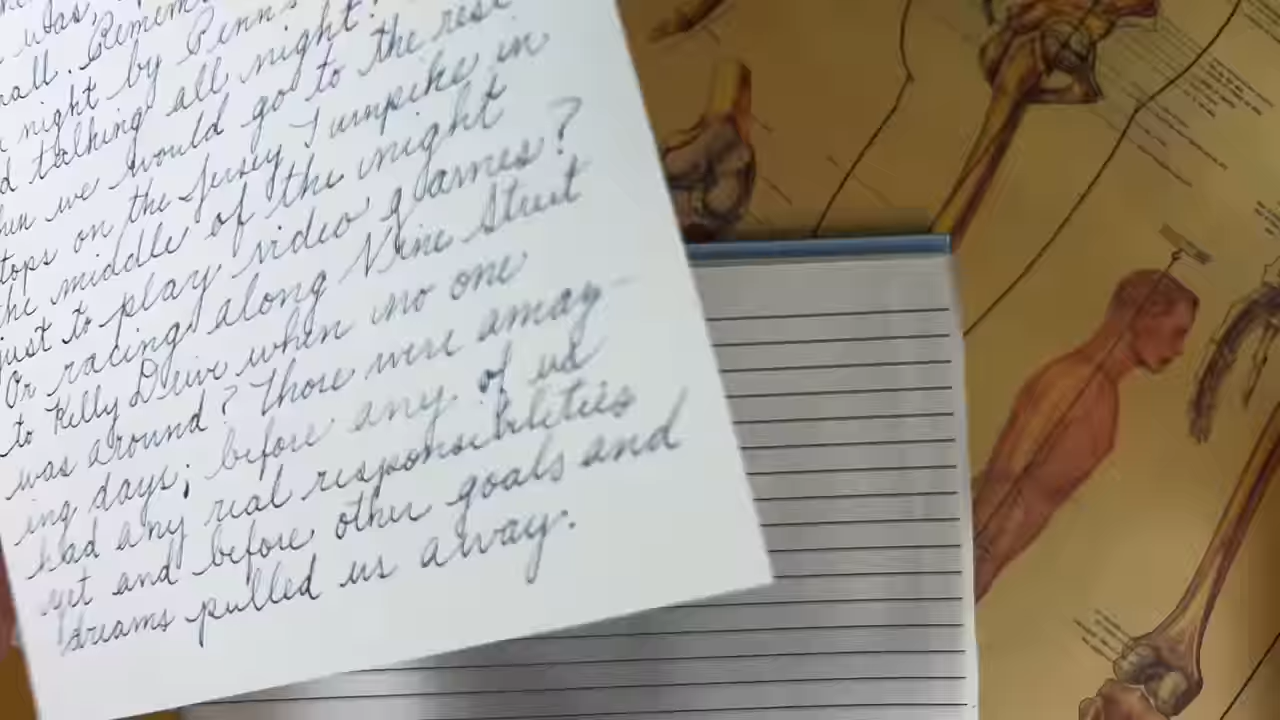 was,
all. Remem
night by Penn's
d talking all night?
hen we would go to the rest
tops on the Jersey Turnpike in
the middle of the night
just to play video games?
Or racing along Vine Street
to Kelly Drive when no one
was around? Those were amaz-
ing days; before any of us
had any real responsibilities
yet and before other goals and
dreams pulled us away.